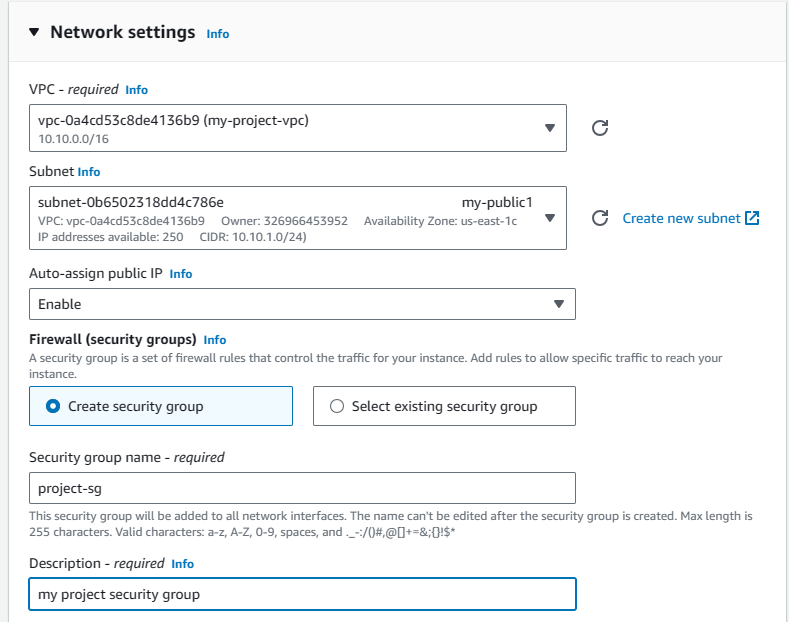 Network settings Info
VPC - required Info
vpc-0a4cd53c8de4136b9 (my-project-vpc)
10.10.0.0/16
Subnet Info
subnet-0b6502318dd4c786e my-public1
VPC: vpc-0a4cd53c8de4136b9 Owner: 326966453952 Availability Zone: us-east-1c
IP addresses available: 250 CIDR: 10.10.1.0/24)
Create new subnet
Auto-assign public IP Info
Enable
Firewall (security groups) Info
A security group is a set of firewall rules that control the traffic for your instance. Add rules to allow specific traffic to reach your
instance.
Create security group Select existing security group
Security group name - required
project-sg
This security group will be added to all network interfaces. The name can't be edited after the security group is created. Max length is
255 characters. Valid characters: a-z, A-Z, 0-9, spaces, and ._-:/()#,@[]+=&;{}!$*
Description - required Info
my project security group